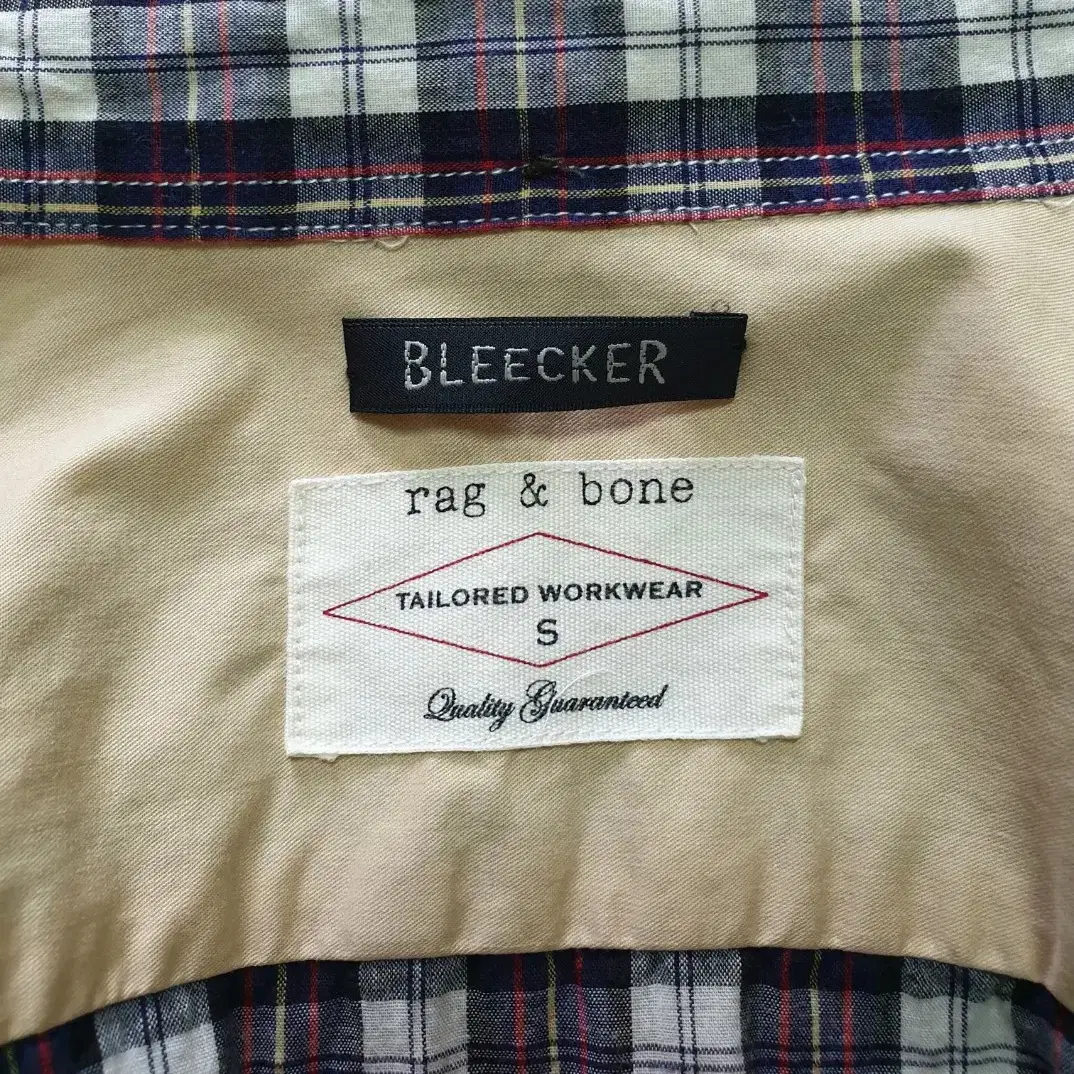 BLEECKER
rag & bone
TAILORED WORKWEAR
S
Quality Guaranteed